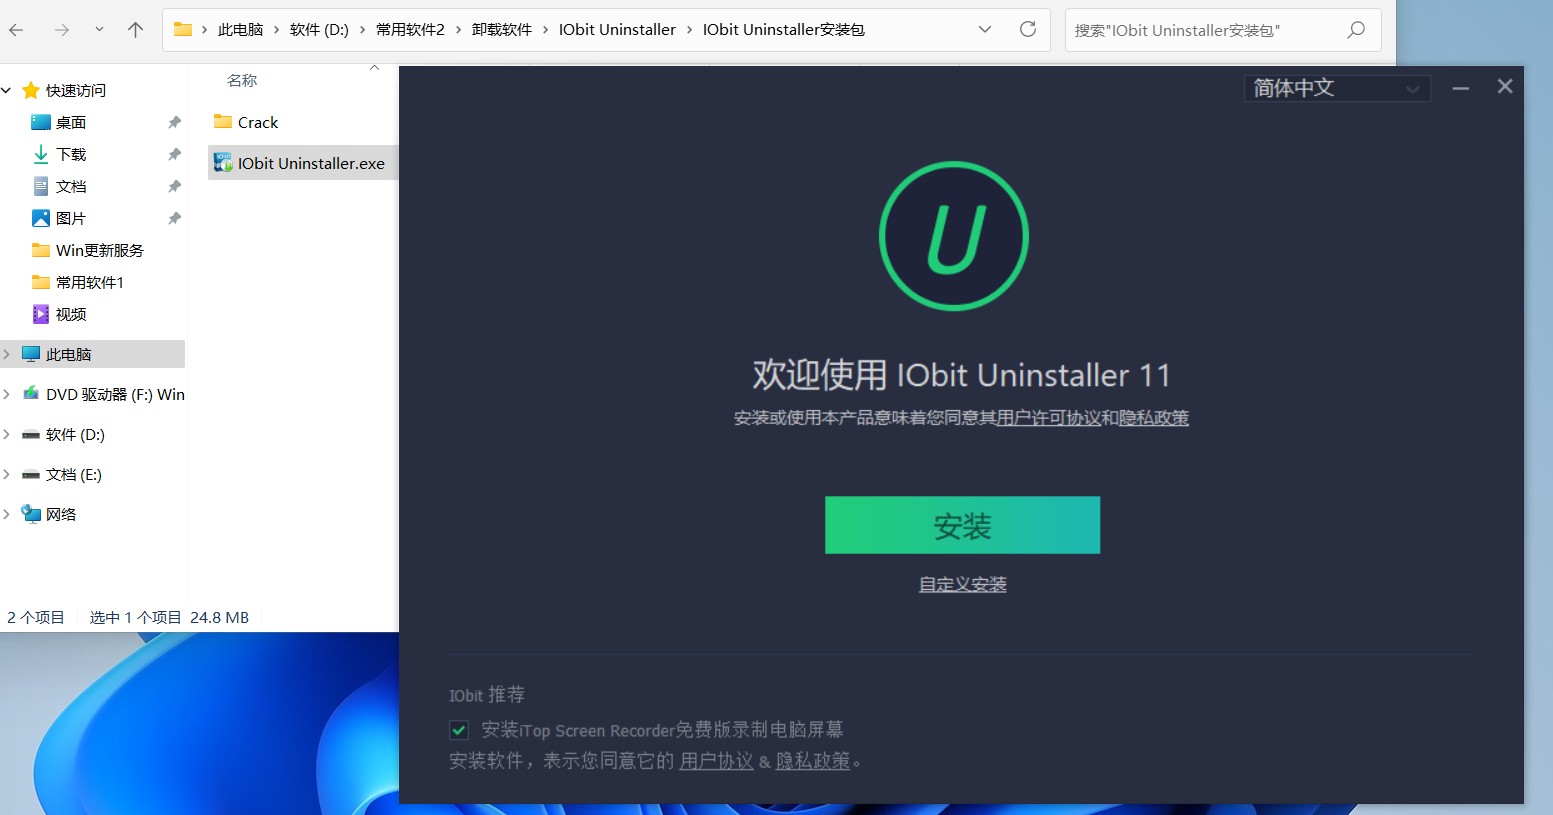 此电脑 › 软件 (D:) › 常用软件2 › 卸载软件 › IObit Uninstaller › IObit Uninstaller安装包
搜索"IObit Uninstaller安装包"
快速访问
桌面
下载
文档
图片
Win更新服务
常用软件1
视频
此电脑
DVD 驱动器 (F:) Win
软件 (D:)
文档 (E:)
网络
名称
Crack
IObit Uninstaller.exe
2 个项目
选中 1 个项目 24.8 MB
简体中文
U
欢迎使用 IObit Uninstaller 11
安装或使用本产品意味着您同意其用户许可协议和隐私政策
安装
自定义安装
IObit 推荐
安装iTop Screen Recorder免费版录制电脑屏幕
安装软件，表示您同意它的 用户协议 & 隐私政策。